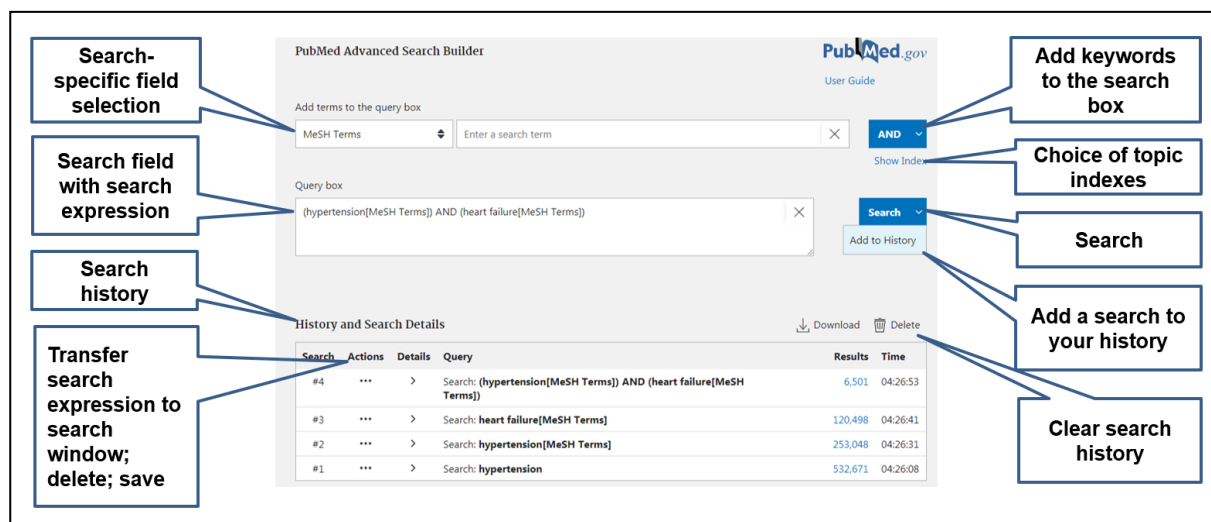 Search-
specific field
selection
Search field
with search
expression
Search
history
Transfer
search
expression to
search
window;
delete; save
PubMed Advanced Search Builder
PubMed.gov
User Guide
Add terms to the query box
MeSH Terms
Enter a search term
AND
Show Index
Query box
(hypertension[MeSH Terms]) AND (heart failure[MeSH Terms])
Search
Add to History
History and Search Details
Download Delete
Search Actions Details Query Results Time
#4 ••• > Search: (hypertension[MeSH Terms]) AND (heart failure[MeSH 6,501 04:26:53
Terms])
#3 ••• > Search: heart failure[MeSH Terms] 120,498 04:26:41
#2 ••• > Search: hypertension[MeSH Terms] 253,048 04:26:31
#1 ••• > Search: hypertension 532,671 04:26:08
Add keywords
to the search
box
Choice of topic
indexes
Search
Add a search to
your history
Clear search
history